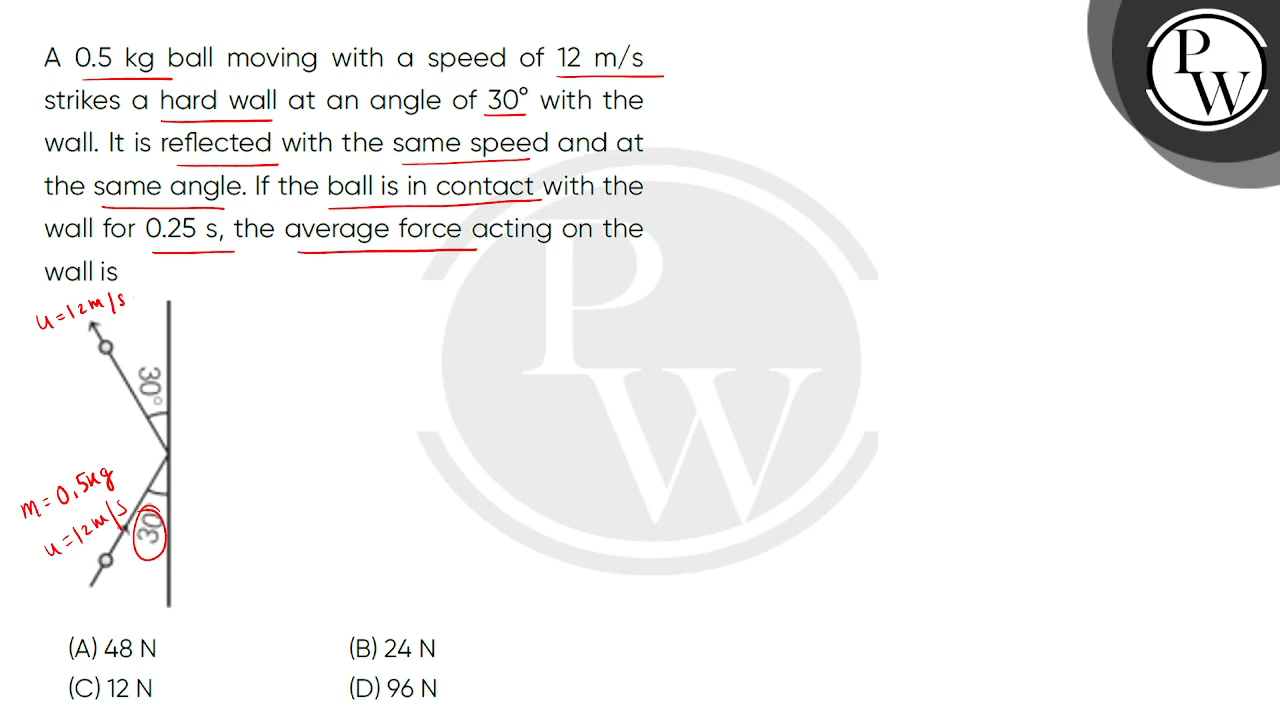 A 0.5 kg ball moving with a speed of 12 m/s
strikes a hard wall at an angle of 30° with the
wall. It is reflected with the same speed and at
the same angle. If the ball is in contact with the
wall for 0.25 s, the average force acting on the
wall is
u=12m/s
30°
m=0.5kg
u=12m/s
30
(A) 48 N
(B) 24 N
(C) 12 N
(D) 96 N
P
W
P
W